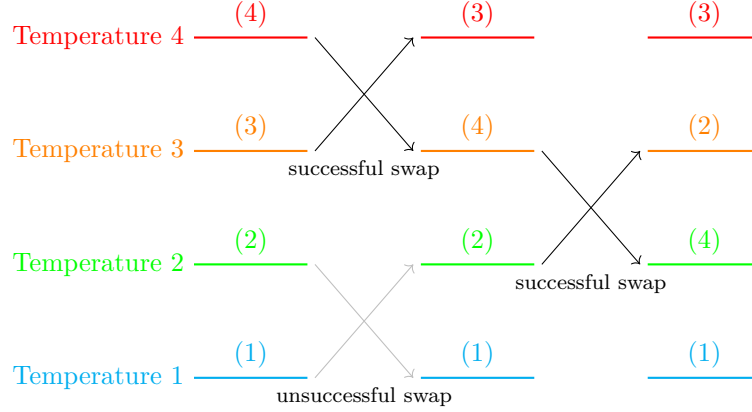 (4) (3) (3)
Temperature 4
(3) (4) (2)
Temperature 3
successful swap
(2) (2) (4)
Temperature 2
successful swap
(1) (1) (1)
Temperature 1
unsuccessful swap